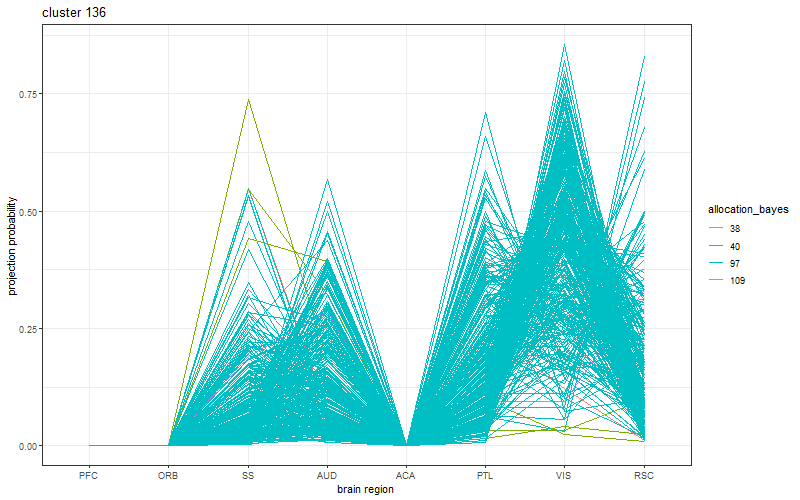 cluster 136
projection probability
0.75
0.50
0.25
0.00
PFC ORB SS AUD ACA PTL VIS RSC
brain region
allocation_bayes
38
40
97
109